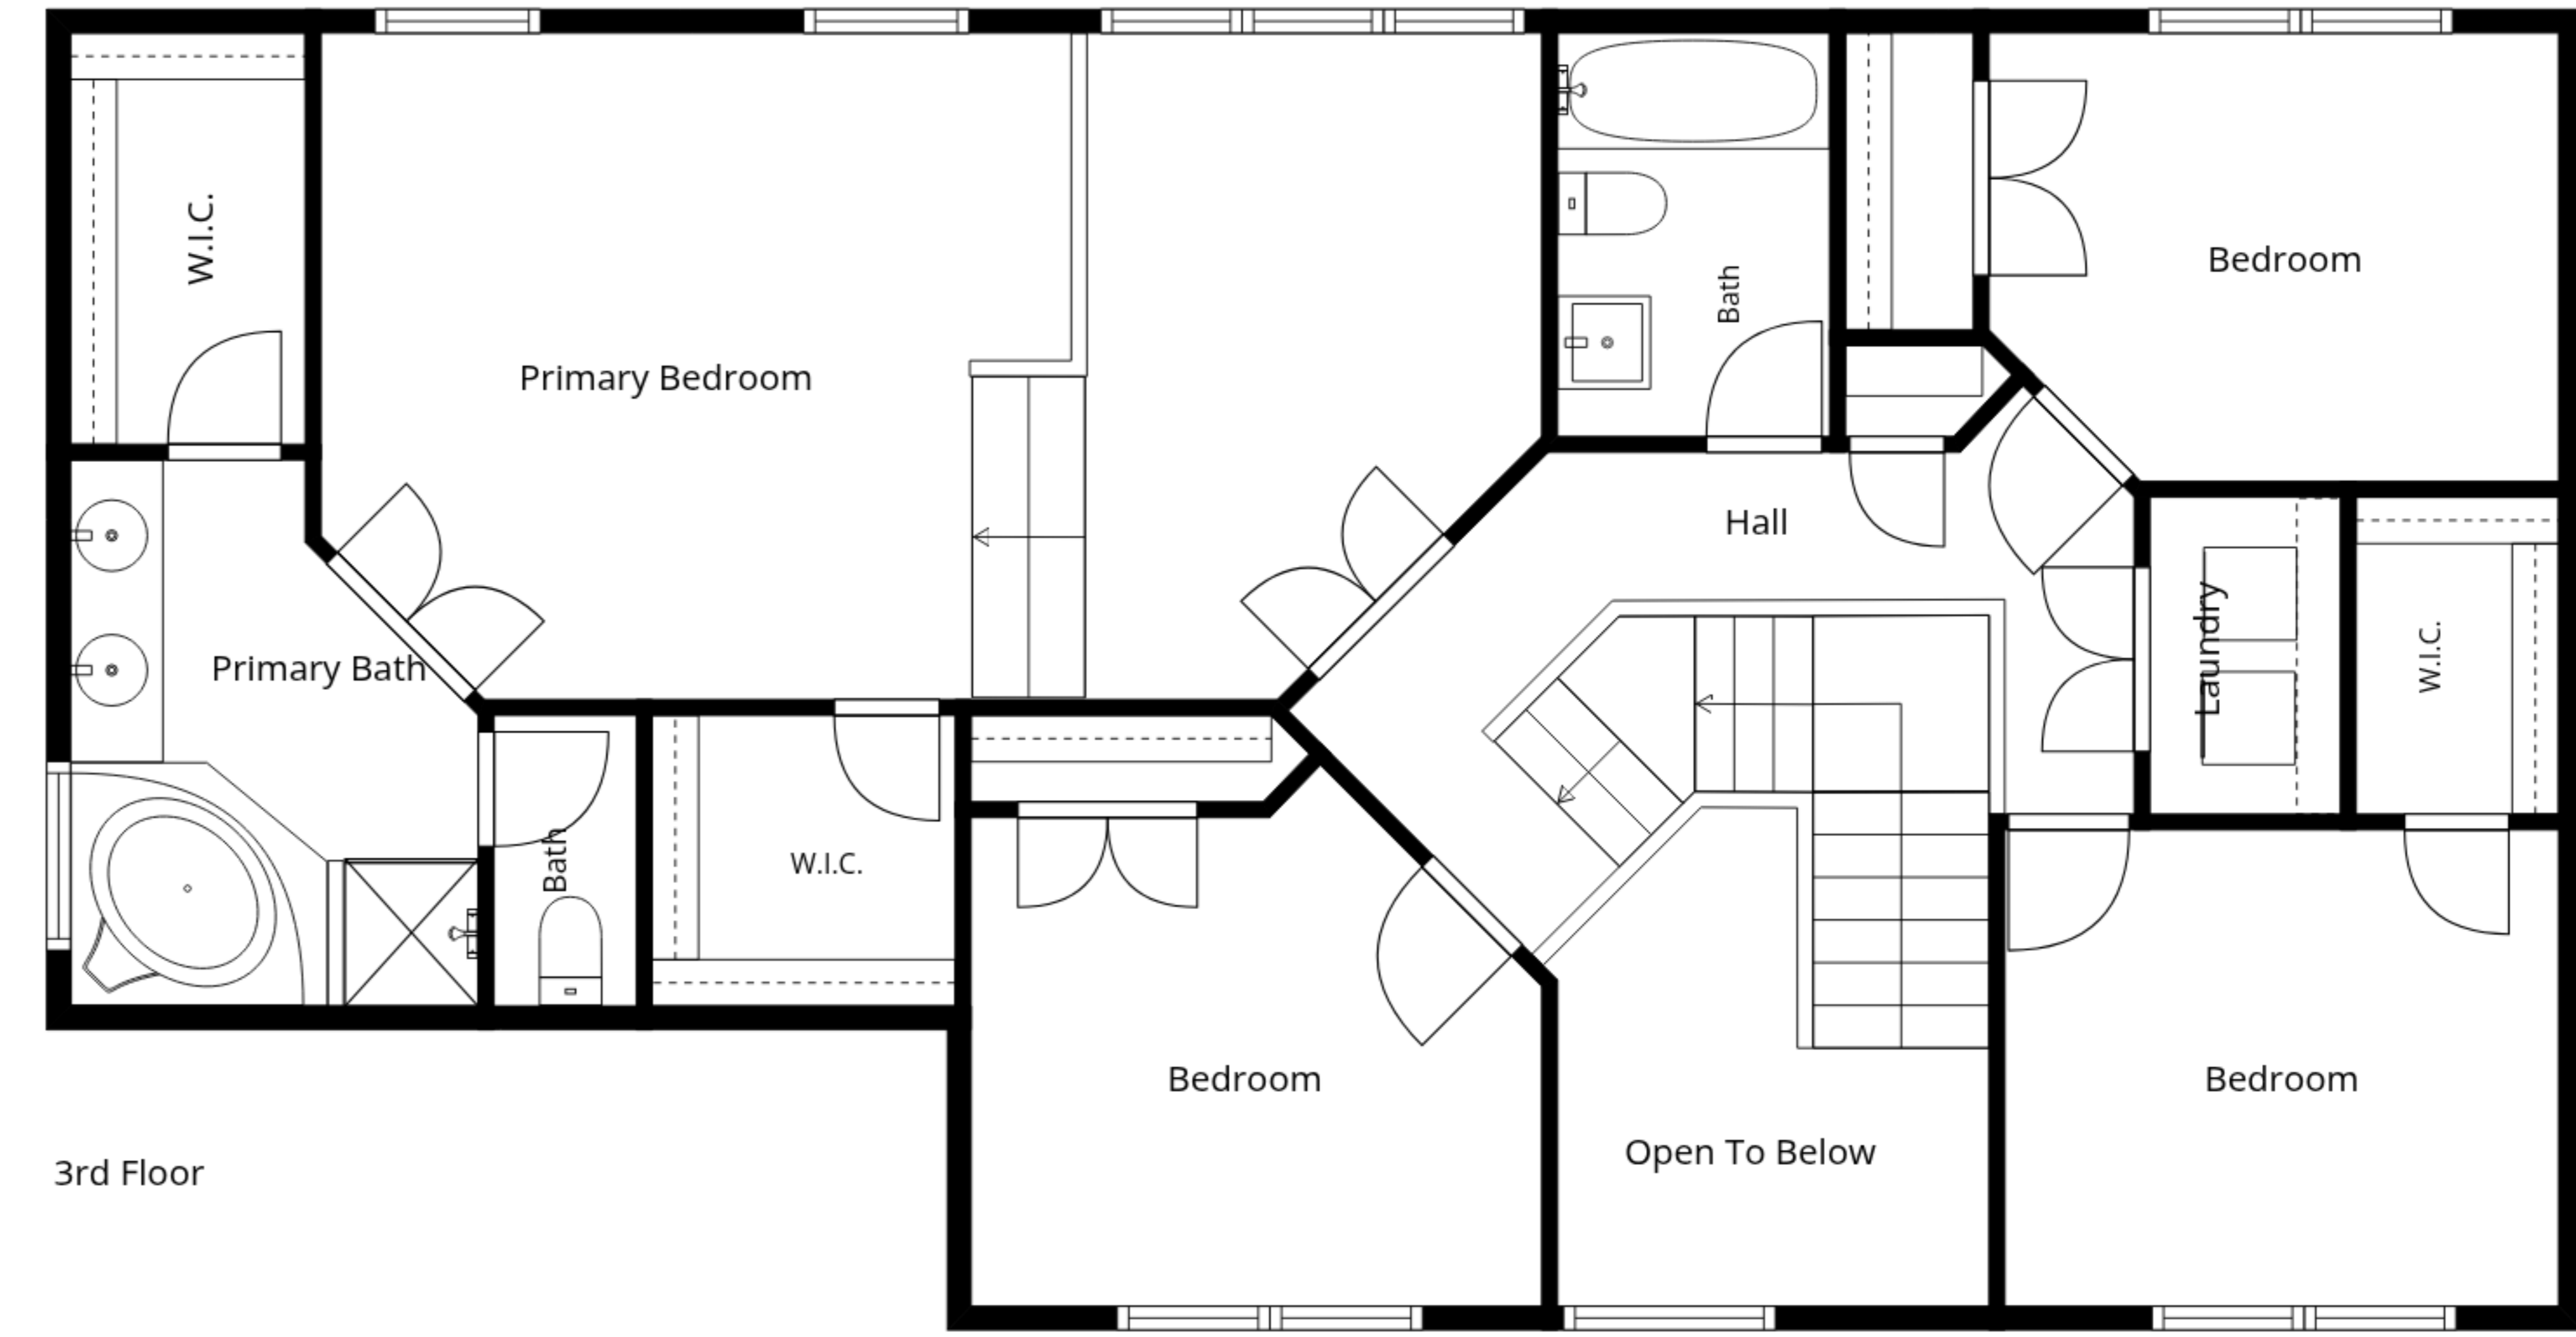 W.I.C.
Bath
Bedroom
Primary Bedroom
Hall
Primary Bath
Laundry
W.I.C.
Bath
W.I.C.
Bedroom
Bedroom
Open To Below
3rd Floor